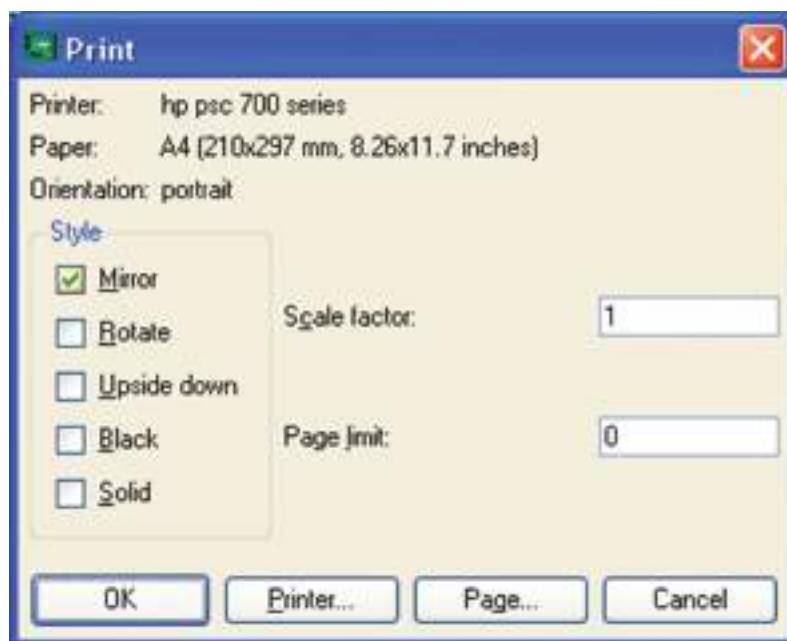 Print
Printer: hp psc 700 series
Paper: A4 (210x297 mm, 8.26x11.7 inches)
Orientation: portrait
Style
Mirror
Rotate
Upside down
Black
Solid
Scale factor: 1
Page limit: 0
OK Printer... Page... Cancel